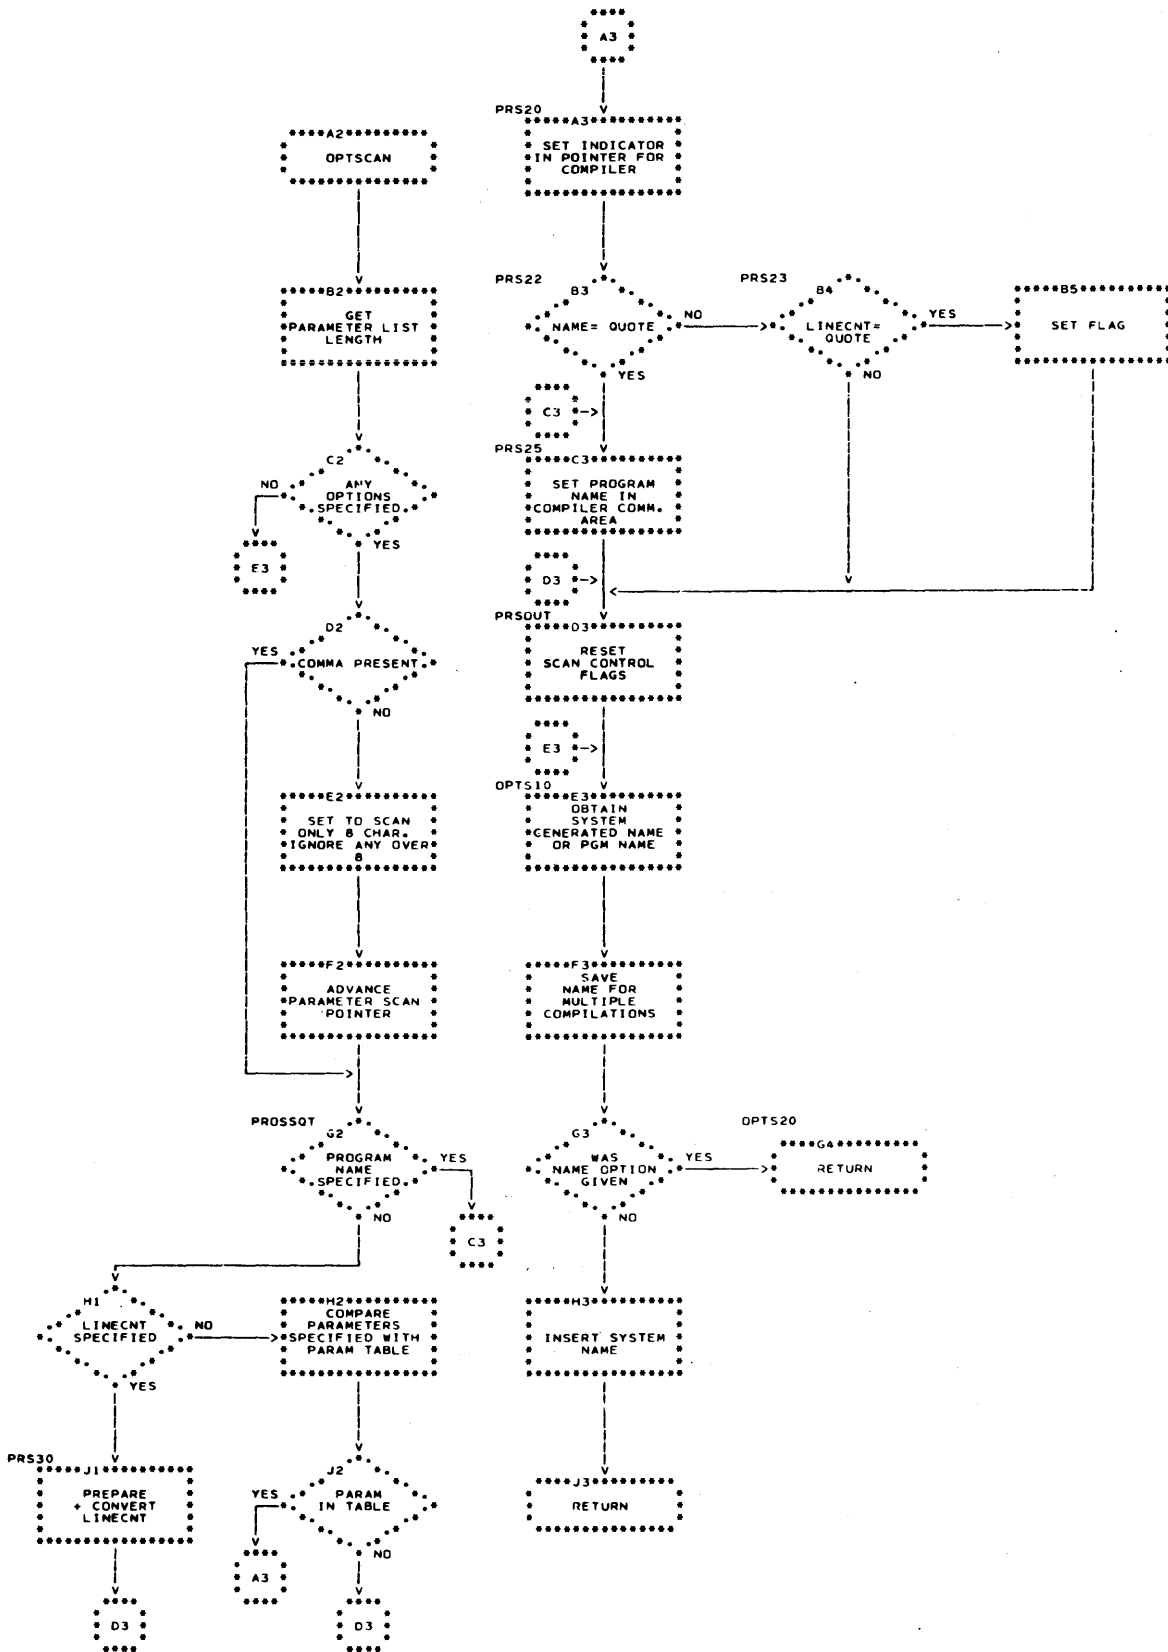 A3
PRS20
A3
SET INDICATOR
IN POINTER FOR
COMPILER
A2
OPTSCAN
PRS22
B3
NAME= QUOTE
NO
YES
PRS23
B4
LINECNT=
QUOTE
YES
NO
B5
SET FLAG
B2
GET
PARAMETER LIST
LENGTH
C3
PRS25
C3
SET PROGRAM
NAME IN
COMPILER COMM.
AREA
C2
ANY
OPTIONS
SPECIFIED
NO
YES
E3
D3
PRSOUT
D3
RESET
SCAN CONTROL
FLAGS
D2
COMMA PRESENT
YES
NO
E3
OPTS10
E3
OBTAIN
SYSTEM
GENERATED NAME
OR PGM NAME
E2
SET TO SCAN
ONLY 8 CHAR.
IGNORE ANY OVER
8
F2
ADVANCE
PARAMETER SCAN
POINTER
F3
SAVE
NAME FOR
MULTIPLE
COMPILATIONS
PROSSQT
G2
PROGRAM
NAME
SPECIFIED
YES
NO
C3
G3
WAS
NAME OPTION
GIVEN
YES
NO
OPTS20
G4
RETURN
H1
LINECNT
SPECIFIED
NO
YES
H2
COMPARE
PARAMETERS
SPECIFIED WITH
PARAM TABLE
H3
INSERT SYSTEM
NAME
PRS30
J1
PREPARE
+ CONVERT
LINECNT
J2
PARAM
IN TABLE
YES
NO
J3
RETURN
A3
D3
D3